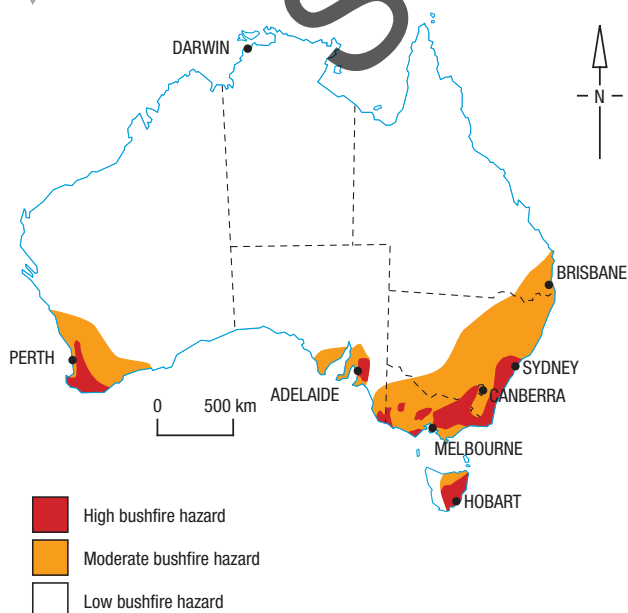 DARWIN
N
BRISBANE
PERTH
SYDNEY
CANBERRA
ADELAIDE
0 500 km
MELBOURNE
HOBART
High bushfire hazard
Moderate bushfire hazard
Low bushfire hazard